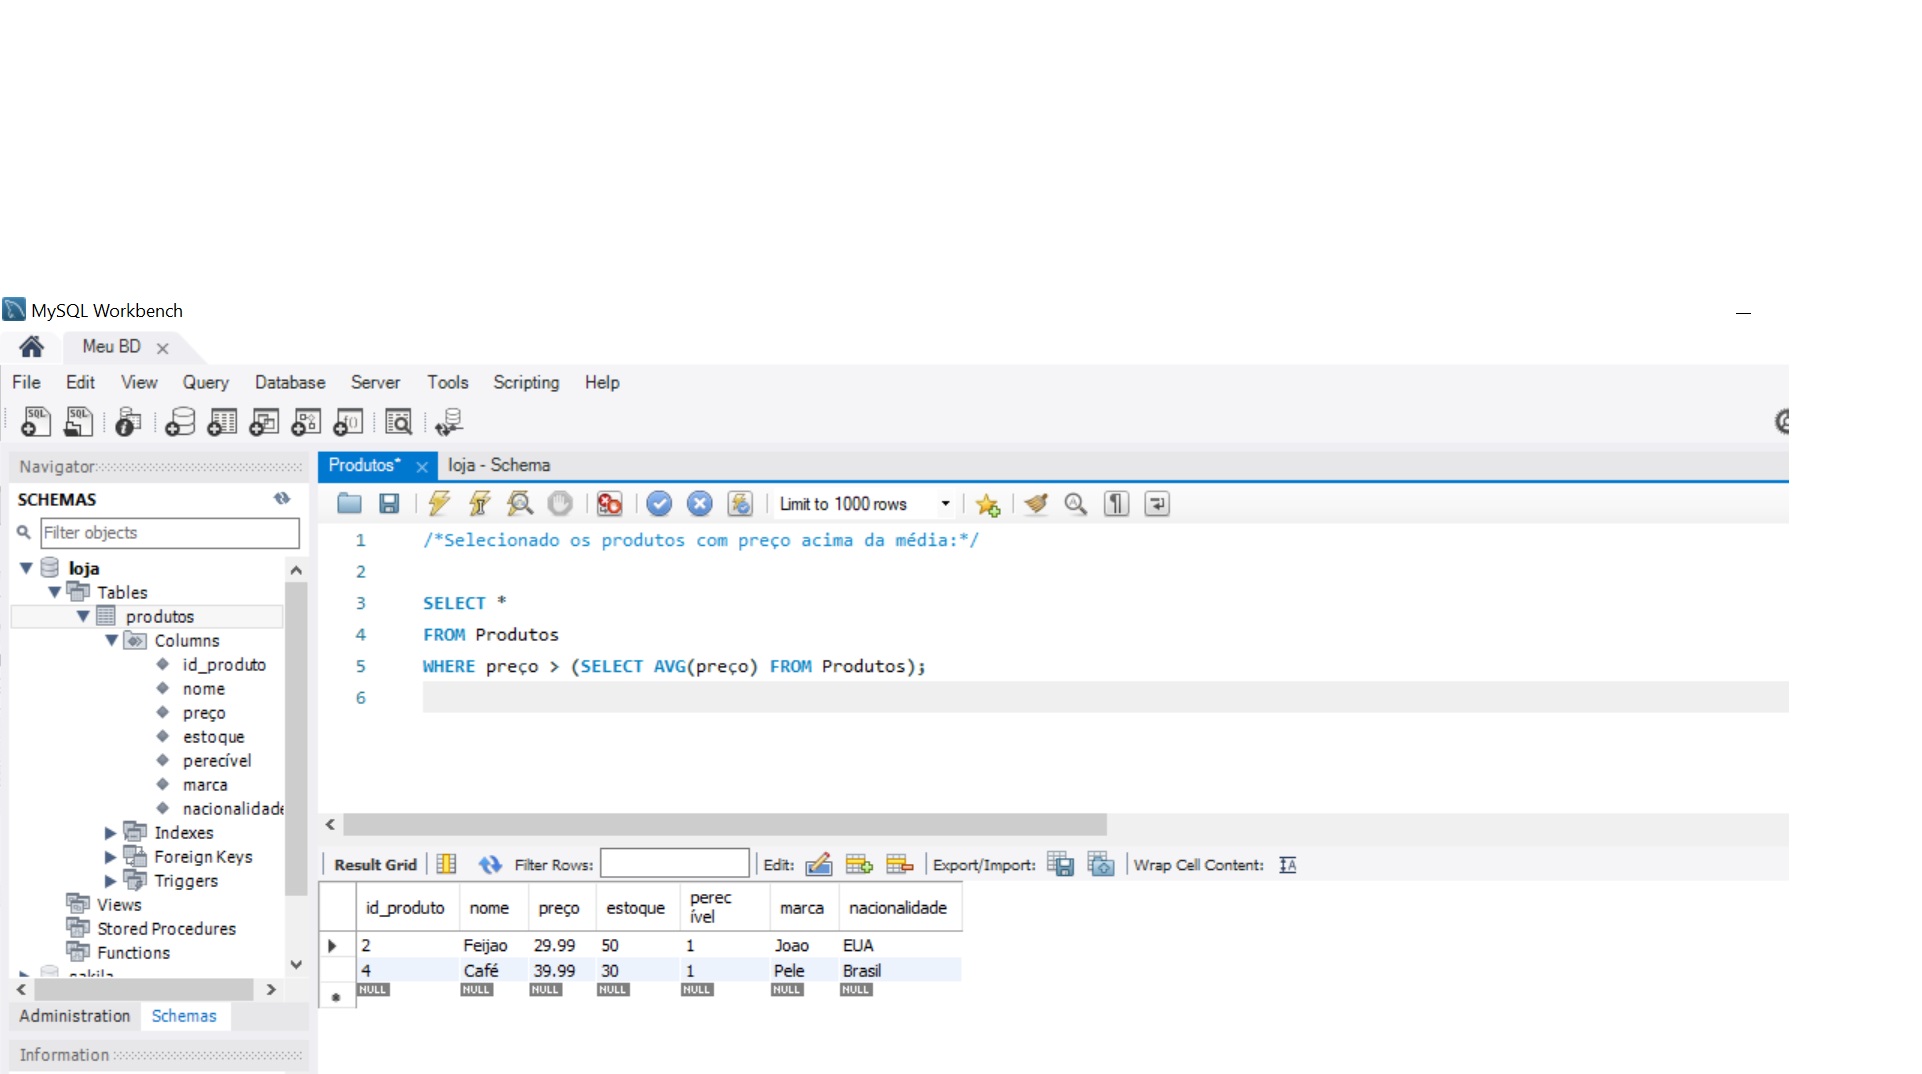 MySQL Workbench
Meu BD
File Edit View Query Database Server Tools Scripting Help
Navigator
SCHEMAS
Filter objects
loja
Tables
produtos
Columns
id_produto
nome
preço
estoque
perecível
marca
nacionalidade
Indexes
Foreign Keys
Triggers
Views
Stored Procedures
Functions
Administration Schemas
Information
Produtos* loja - Schema
Limit to 1000 rows
1 /*Selecionado os produtos com preço acima da média:*/
2
3 SELECT *
4 FROM Produtos
5 WHERE preço > (SELECT AVG(preço) FROM Produtos);
6
Result Grid Filter Rows: Edit: Export/Import: Wrap Cell Content:
id_produto nome preço estoque perecível marca nacionalidade
2 Feijao 29.99 50 1 Joao EUA
4 Café 39.99 30 1 Pele Brasil
NULL NULL NULL NULL NULL NULL NULL